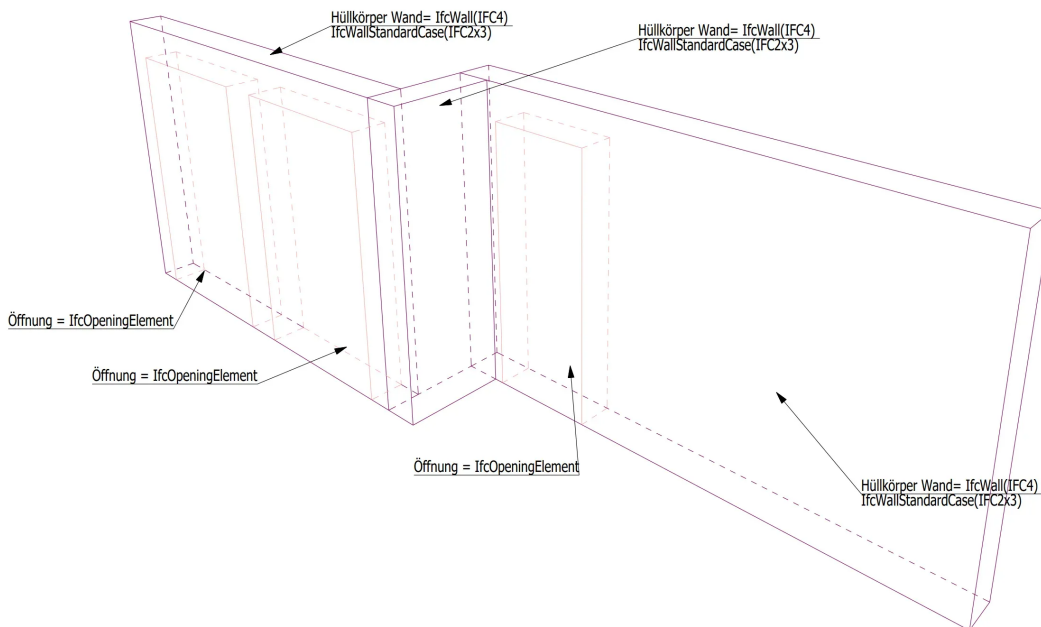 Hüllkörper Wand= IfcWall(IFC4)
IfcWallStandardCase(IFC2x3)
Hüllkörper Wand= IfcWall(IFC4)
IfcWallStandardCase(IFC2x3)
Öffnung = IfcOpeningElement
Öffnung = IfcOpeningElement
Öffnung = IfcOpeningElement
Hüllkörper Wand= IfcWall(IFC4)
IfcWallStandardCase(IFC2x3)